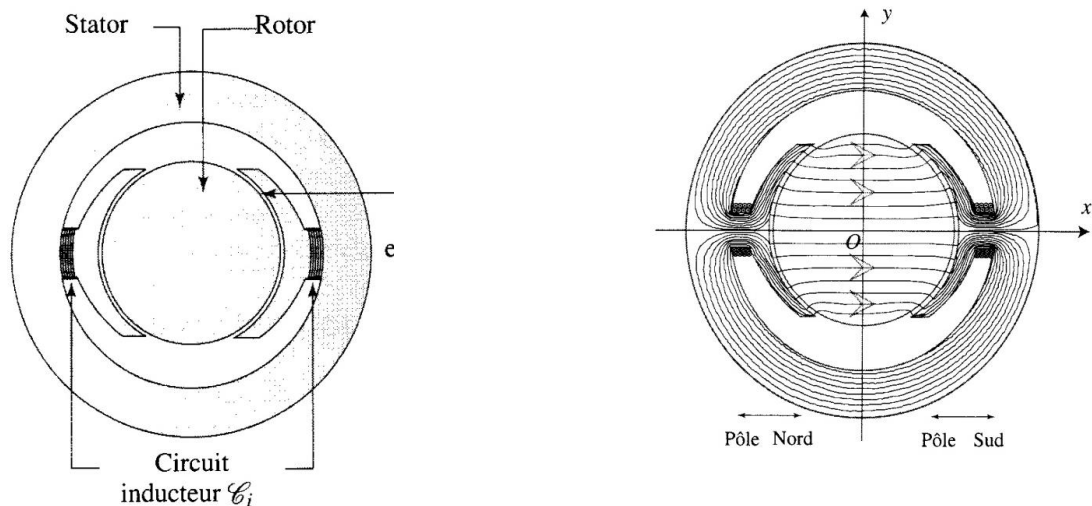 Stator
Rotor
e
Circuit
inducteur 𝒞i
y
x
O
Pôle Nord
Pôle Sud